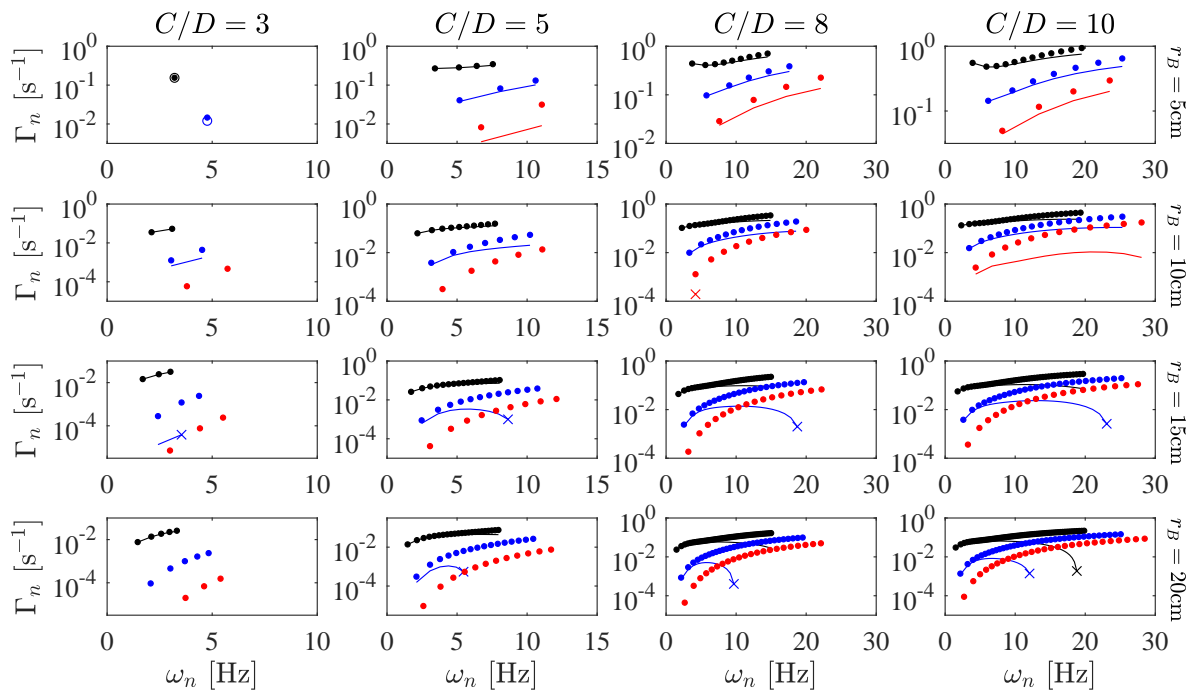 C/D = 3 C/D = 5 C/D = 8 C/D = 10
Γₙ [s⁻¹] 10⁰ 10⁻¹ 10⁻² 10⁰ 10⁻² 10⁰ 10⁻¹ 10⁻² 10⁰ 10⁻¹ r_B = 5cm
0 5 10 0 5 10 15 0 10 20 30 0 10 20 30
Γₙ [s⁻¹] 10⁰ 10⁻² 10⁻⁴ 10⁰ 10⁻² 10⁻⁴ 10⁰ 10⁻² 10⁻⁴ 10⁰ 10⁻² 10⁻⁴ r_B = 10cm
0 5 10 0 5 10 15 0 10 20 30 0 10 20 30
Γₙ [s⁻¹] 10⁻² 10⁻⁴ 10⁰ 10⁻² 10⁻⁴ 10⁰ 10⁻² 10⁻⁴ 10⁰ 10⁻² 10⁻⁴ r_B = 15cm
0 5 10 0 5 10 15 0 10 20 30 0 10 20 30
Γₙ [s⁻¹] 10⁻² 10⁻⁴ 10⁰ 10⁻² 10⁻⁴ 10⁰ 10⁻² 10⁻⁴ 10⁰ 10⁻² 10⁻⁴ r_B = 20cm
0 5 10 0 5 10 15 0 10 20 30 0 10 20 30
ωₙ [Hz] ωₙ [Hz] ωₙ [Hz] ωₙ [Hz]